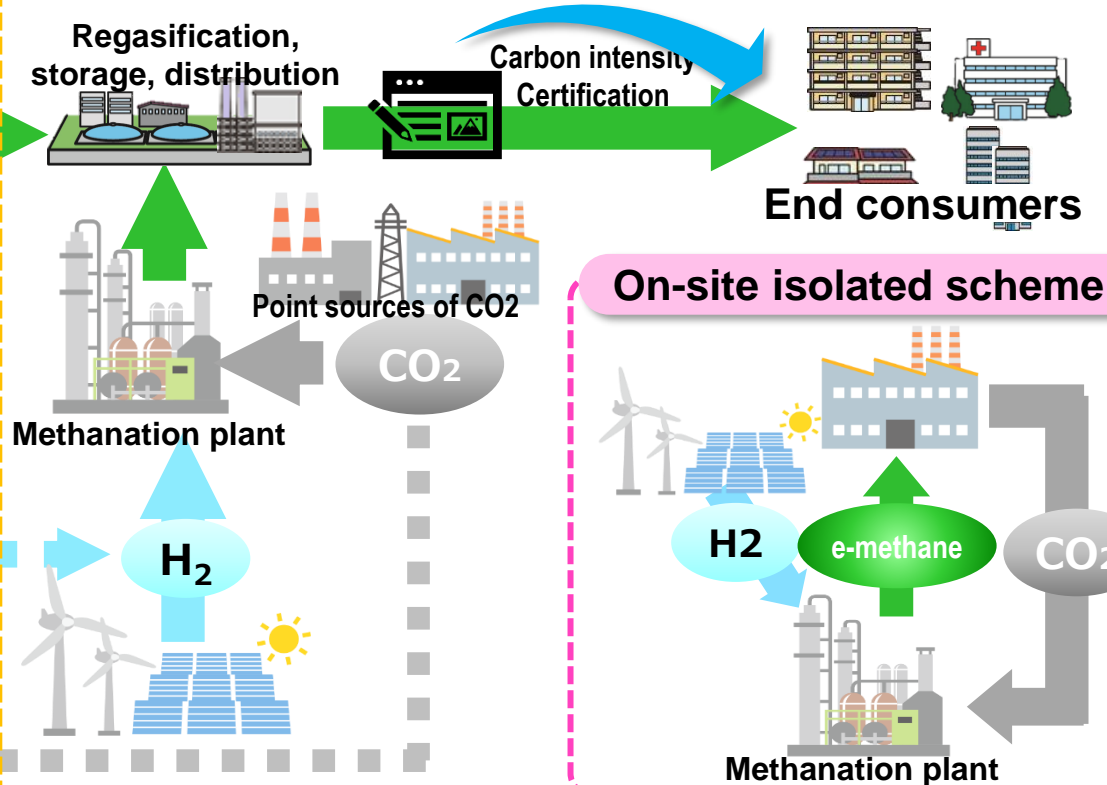 Regasification,
storage, distribution
Carbon intensity
Certification
End consumers
Point sources of CO2
CO₂
Methanation plant
H₂
On-site isolated scheme
H2
e-methane
CO₂
Methanation plant